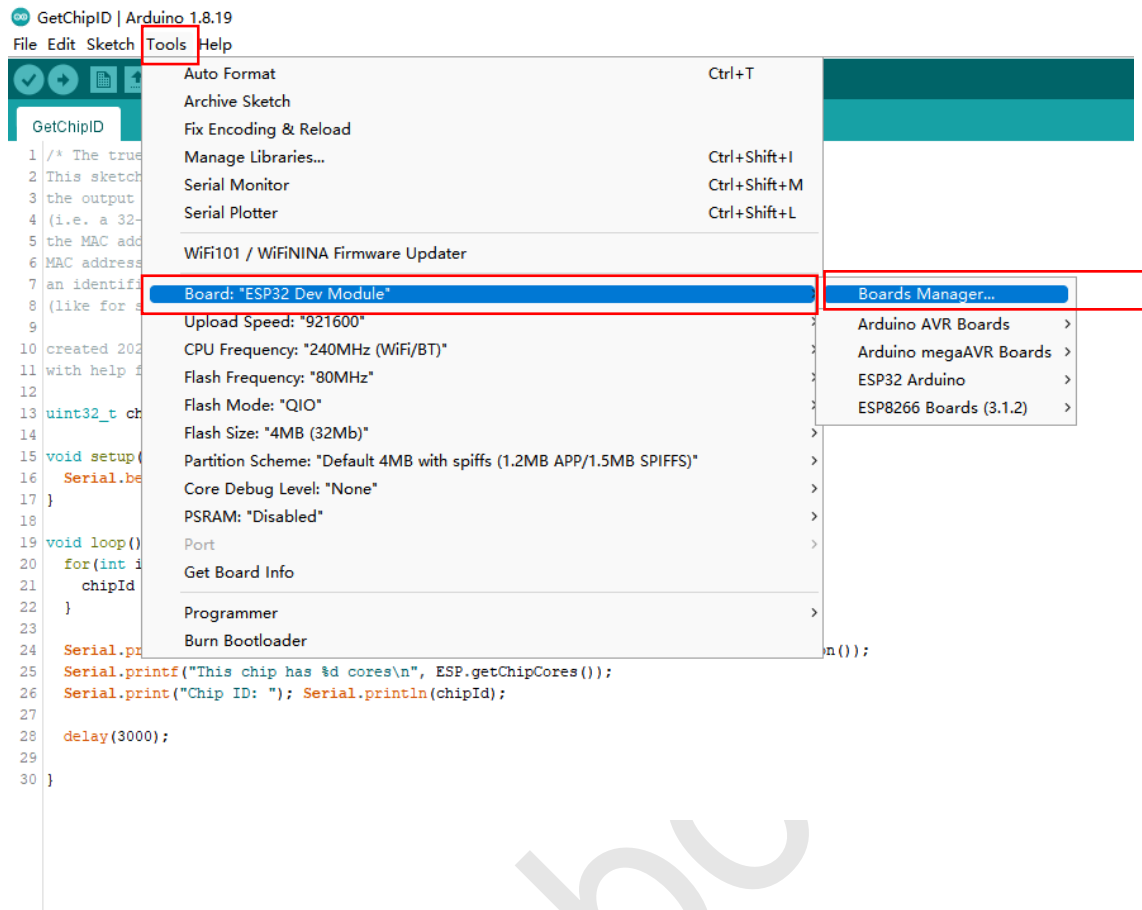 GetChipID | Arduino 1.8.19
File Edit Sketch Tools Help
Auto Format Ctrl+T
Archive Sketch
Fix Encoding & Reload
Manage Libraries... Ctrl+Shift+I
Serial Monitor Ctrl+Shift+M
Serial Plotter Ctrl+Shift+L
WiFi101 / WiFiNINA Firmware Updater
Board: "ESP32 Dev Module"
Upload Speed: "921600"
CPU Frequency: "240MHz (WiFi/BT)"
Flash Frequency: "80MHz"
Flash Mode: "QIO"
Flash Size: "4MB (32Mb)"
Partition Scheme: "Default 4MB with spiffs (1.2MB APP/1.5MB SPIFFS)"
Core Debug Level: "None"
PSRAM: "Disabled"
Port
Get Board Info
Programmer
Burn Bootloader
Boards Manager...
Arduino AVR Boards
Arduino megaAVR Boards
ESP32 Arduino
ESP8266 Boards (3.1.2)
GetChipID
1 /* The true
2 This sketch
3 the output
4 (i.e. a 32-
5 the MAC add
6 MAC address
7 an identifi
8 (like for s
9
10 created 202
11 with help f
12
13 uint32_t ch
14
15 void setup(
16 Serial.be
17 }
18
19 void loop()
20 for(int i
21 chipId
22 }
23
24 Serial.pr on());
25 Serial.printf("This chip has %d cores\n", ESP.getChipCores());
26 Serial.print("Chip ID: "); Serial.println(chipId);
27
28 delay(3000);
29
30 }